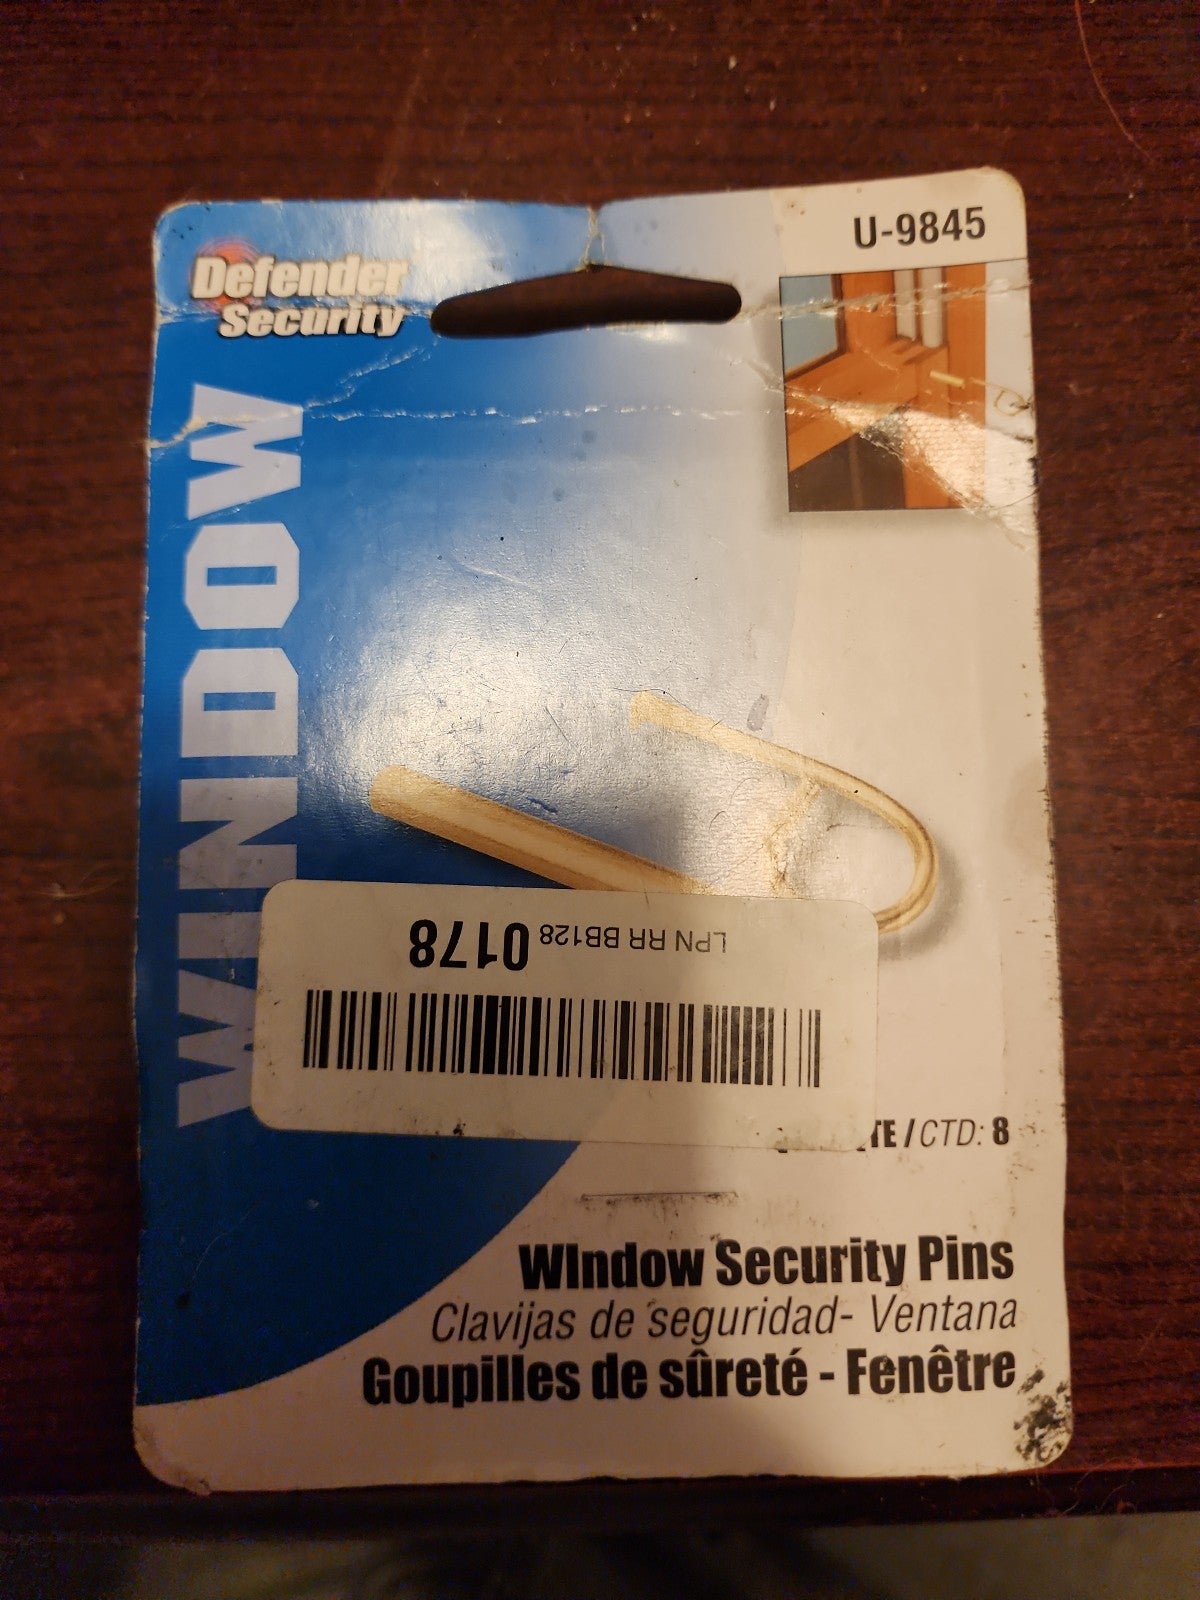 U-9845
Defender
Security
WINDOW
LPN RR BB128 0178
/ CTD: 8
WIndow Security Pins
Clavijas de seguridad- Ventana
Goupilles de sûreté - Fenêtre